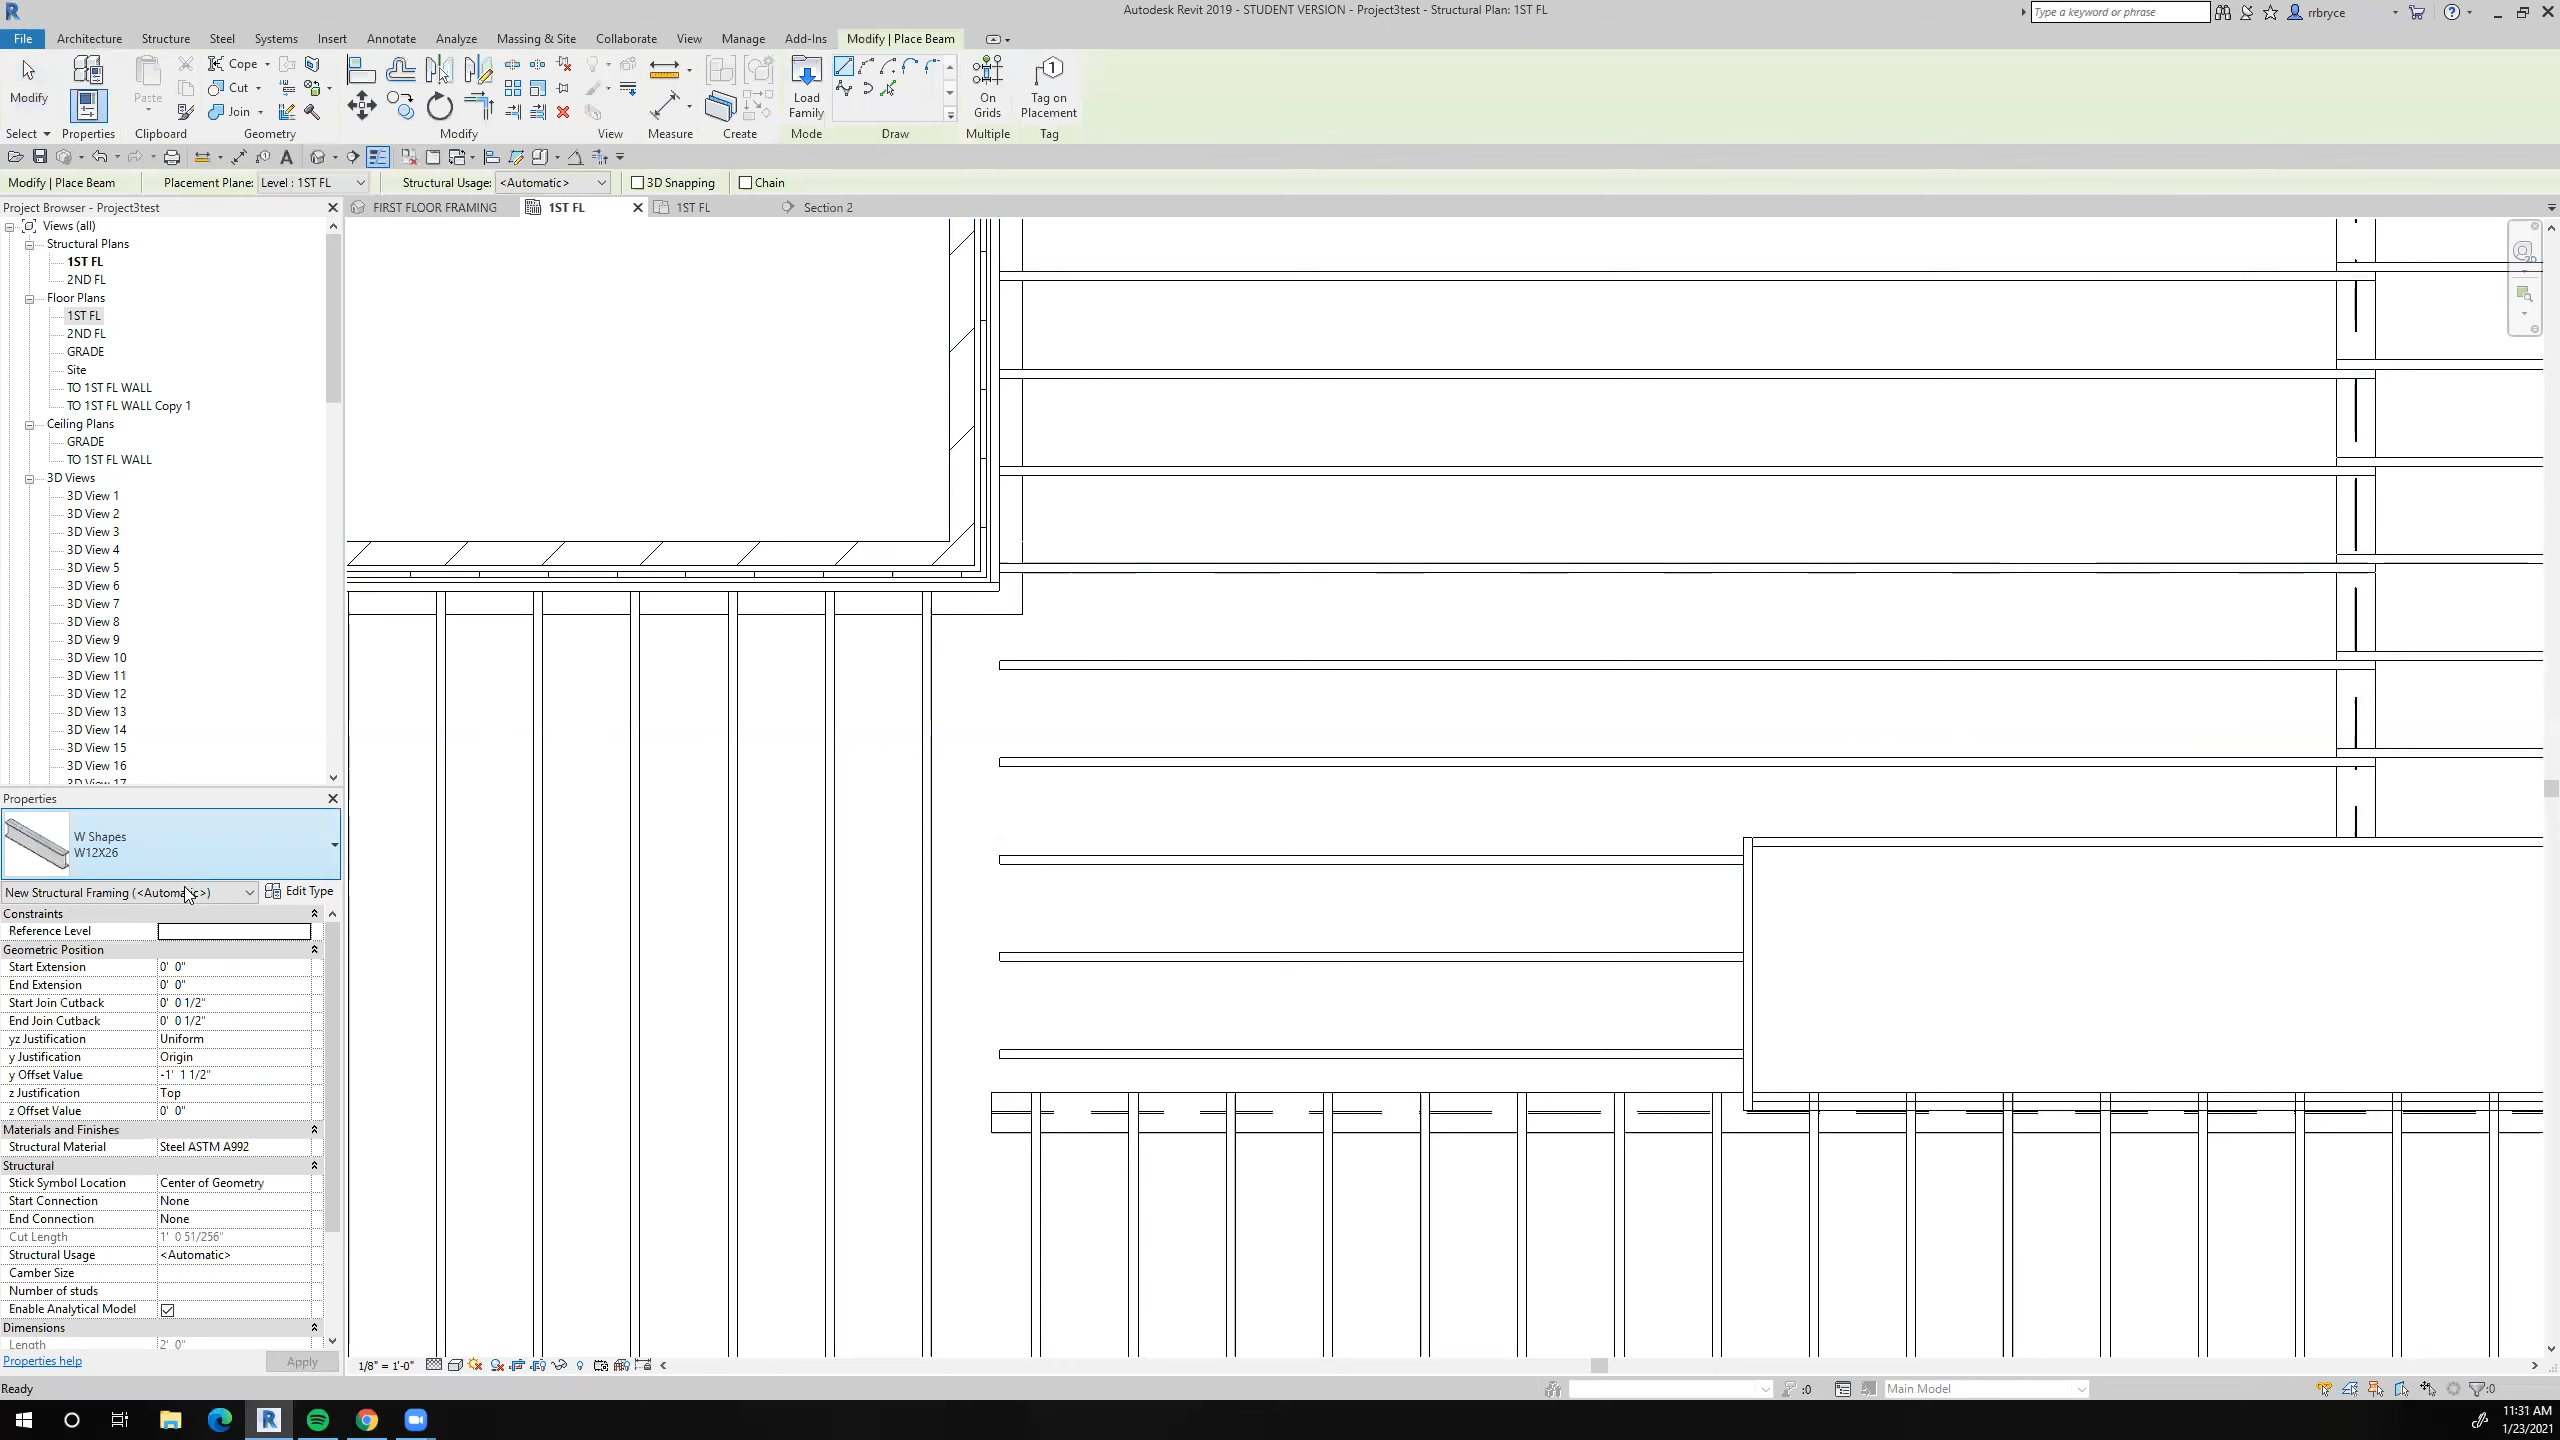 Autodesk Revit 2019 - STUDENT VERSION - Project3test - Structural Plan: 1ST FL
Type a keyword or phrase
rrbryce
File Architecture Structure Steel Systems Insert Annotate Analyze Massing & Site Collaborate View Manage Add-Ins Modify | Place Beam
Modify
Paste
Cope
Cut
Join
Load Family
On Grids
Tag on Placement
Select Properties Clipboard Geometry Modify View Measure Create Mode Draw Multiple Tag
Modify | Place Beam Placement Plane: Level : 1ST FL Structural Usage: <Automatic> 3D Snapping Chain
Project Browser - Project3test
FIRST FLOOR FRAMING 1ST FL 1ST FL Section 2
Views (all)
Structural Plans
1ST FL
2ND FL
Floor Plans
1ST FL
2ND FL
GRADE
Site
TO 1ST FL WALL
TO 1ST FL WALL Copy 1
Ceiling Plans
GRADE
TO 1ST FL WALL
3D Views
3D View 1
3D View 2
3D View 3
3D View 4
3D View 5
3D View 6
3D View 7
3D View 8
3D View 9
3D View 10
3D View 11
3D View 12
3D View 13
3D View 14
3D View 15
3D View 16
3D View 17
Properties
W Shapes
W12X26
New Structural Framing (<Automatic>) Edit Type
Constraints
Reference Level
Geometric Position
Start Extension 0' 0"
End Extension 0' 0"
Start Join Cutback 0' 0 1/2"
End Join Cutback 0' 0 1/2"
yz Justification Uniform
y Justification Origin
y Offset Value -1' 1 1/2"
z Justification Top
z Offset Value 0' 0"
Materials and Finishes
Structural Material Steel ASTM A992
Structural
Stick Symbol Location Center of Geometry
Start Connection None
End Connection None
Cut Length 1' 0 51/256"
Structural Usage <Automatic>
Camber Size
Number of studs
Enable Analytical Model
Dimensions
Length 2' 0"
Properties help Apply
1/8" = 1'-0"
Ready
:0
Main Model
:0
11:31 AM
1/23/2021